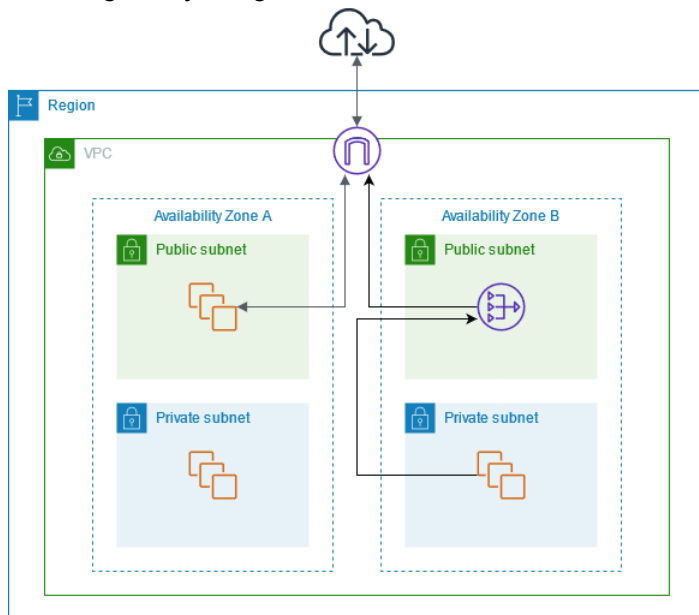 Region
VPC
Availability Zone A
Availability Zone B
Public subnet
Public subnet
Private subnet
Private subnet